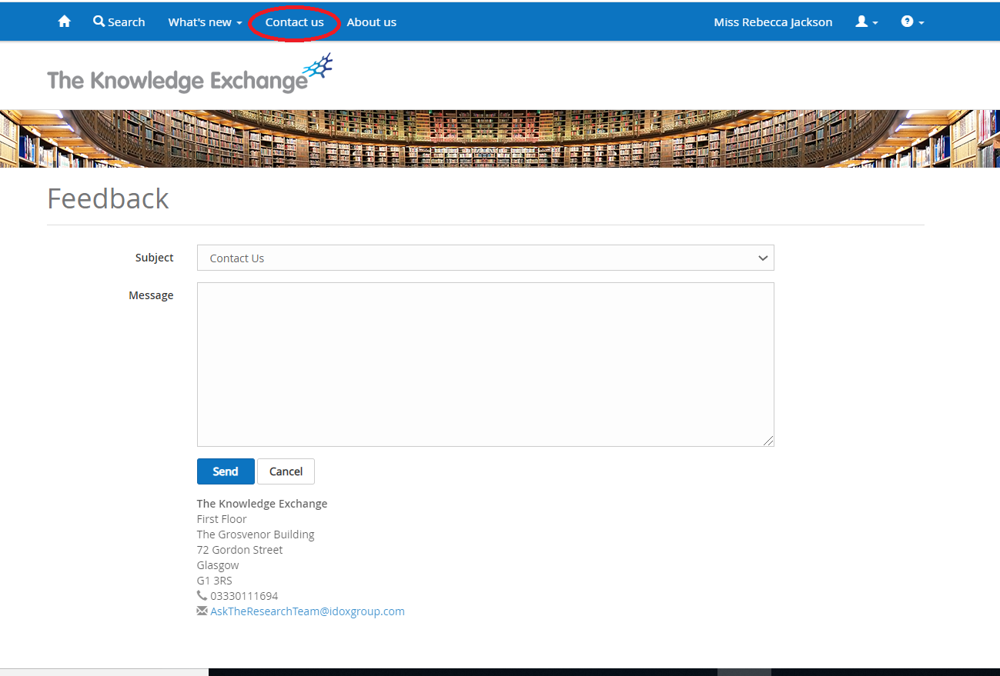 Search What's new Contact us About us Miss Rebecca Jackson
The Knowledge Exchange
Feedback
Subject Contact Us
Message
Send Cancel
The Knowledge Exchange
First Floor
The Grosvenor Building
72 Gordon Street
Glasgow
G1 3RS
03330111694
AskTheResearchTeam@idoxgroup.com